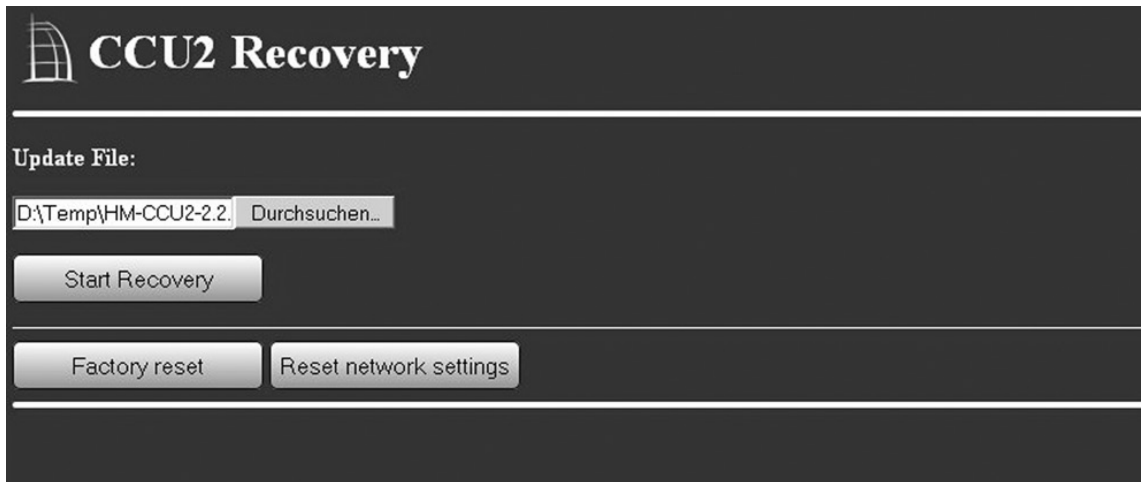 CCU2 Recovery
Update File:
D:\Temp\HM-CCU2-2.2. Durchsuchen...
Start Recovery
Factory reset Reset network settings